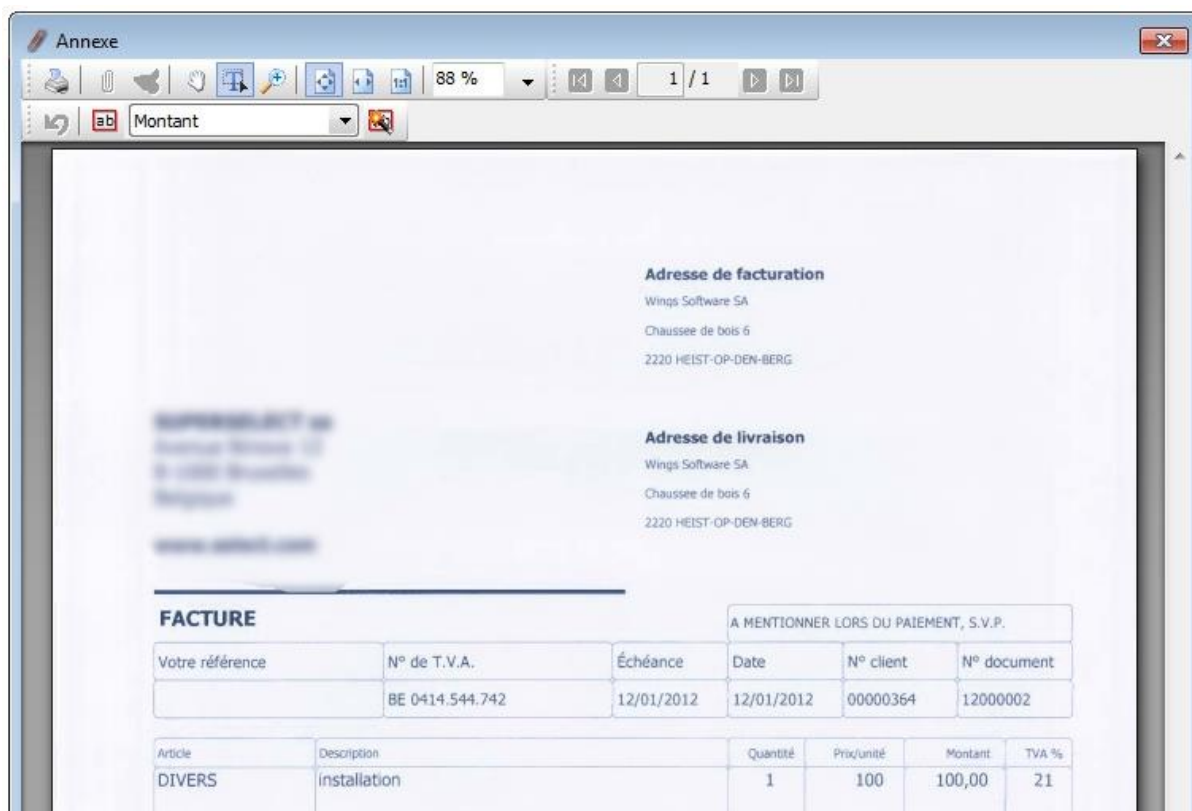 Annexe
88 %
1 / 1
ab Montant
Adresse de facturation
Wings Software SA
Chaussee de bois 6
2220 HEIST-OP-DEN-BERG
Adresse de livraison
Wings Software SA
Chaussee de bois 6
2220 HEIST-OP-DEN-BERG
FACTURE
A MENTIONNER LORS DU PAIEMENT, S.V.P.
Votre référence N° de T.V.A. Échéance Date N° client N° document
BE 0414.544.742 12/01/2012 12/01/2012 00000364 12000002
Article Description Quantité Prix/unité Montant TVA %
DIVERS installation 1 100 100,00 21